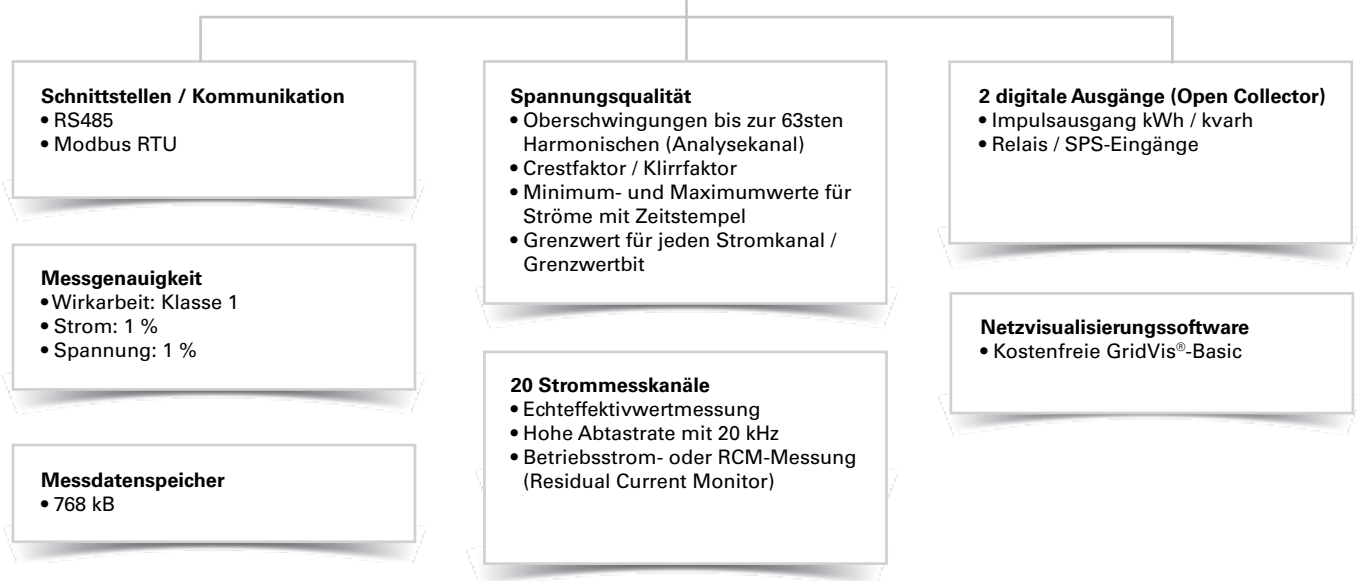 Schnittstellen / Kommunikation
• RS485
• Modbus RTU
Messgenauigkeit
• Wirkarbeit: Klasse 1
• Strom: 1 %
• Spannung: 1 %
Messdatenspeicher
• 768 kB
Spannungsqualität
• Oberschwingungen bis zur 63sten
Harmonischen (Analysekanal)
• Crestfaktor / Klirrfaktor
• Minimum- und Maximumwerte für
Ströme mit Zeitstempel
• Grenzwert für jeden Stromkanal /
Grenzwertbit
20 Strommesskanäle
• Echteffektivwertmessung
• Hohe Abtastrate mit 20 kHz
• Betriebsstrom- oder RCM-Messung
(Residual Current Monitor)
2 digitale Ausgänge (Open Collector)
• Impulsausgang kWh / kvarh
• Relais / SPS-Eingänge
Netzvisualisierungssoftware
• Kostenfreie GridVis®-Basic